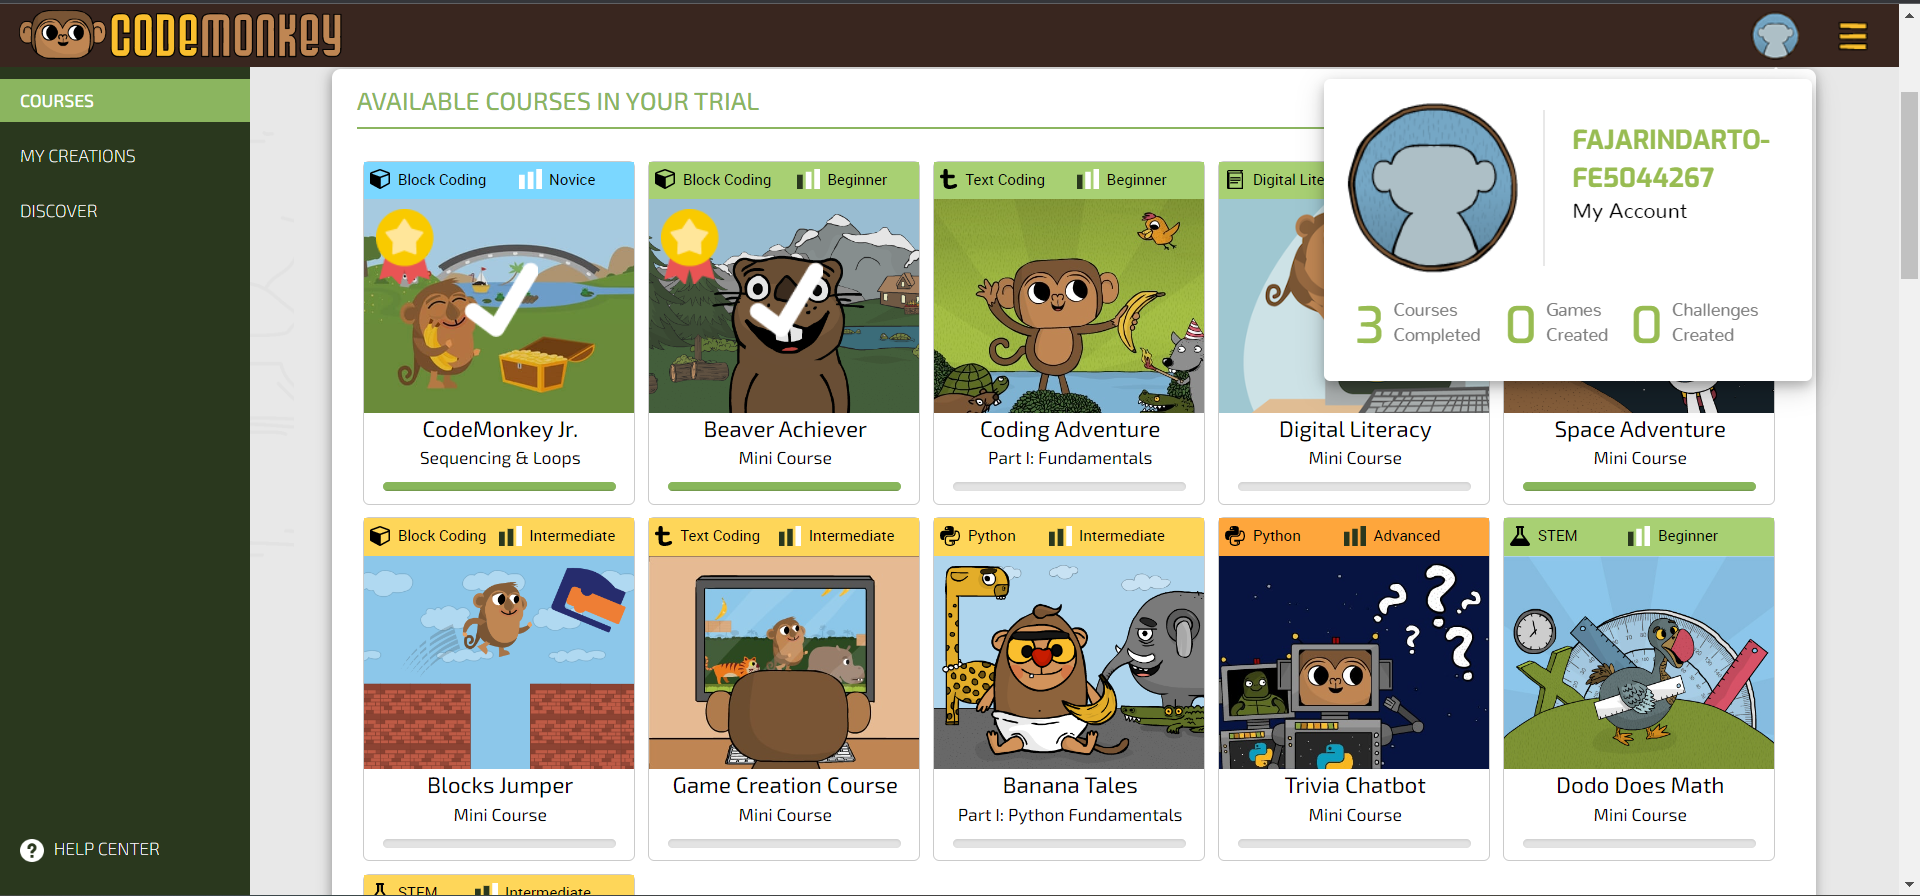 CODEMONKEY
COURSES
MY CREATIONS
DISCOVER
HELP CENTER
AVAILABLE COURSES IN YOUR TRIAL
FAJARINDARTO-
FE5044267
My Account
3 Courses Completed
0 Games Created
0 Challenges Created
Block Coding Novice
CodeMonkey Jr.
Sequencing & Loops
Block Coding Beginner
Beaver Achiever
Mini Course
Text Coding Beginner
Coding Adventure
Part I: Fundamentals
Digital Lite
Digital Literacy
Mini Course
Space Adventure
Mini Course
Block Coding Intermediate
Blocks Jumper
Mini Course
Text Coding Intermediate
Game Creation Course
Mini Course
Python Intermediate
Banana Tales
Part I: Python Fundamentals
Python Advanced
? ? ? ? ?
Trivia Chatbot
Mini Course
STEM Beginner
Dodo Does Math
Mini Course
STEM Intermediate